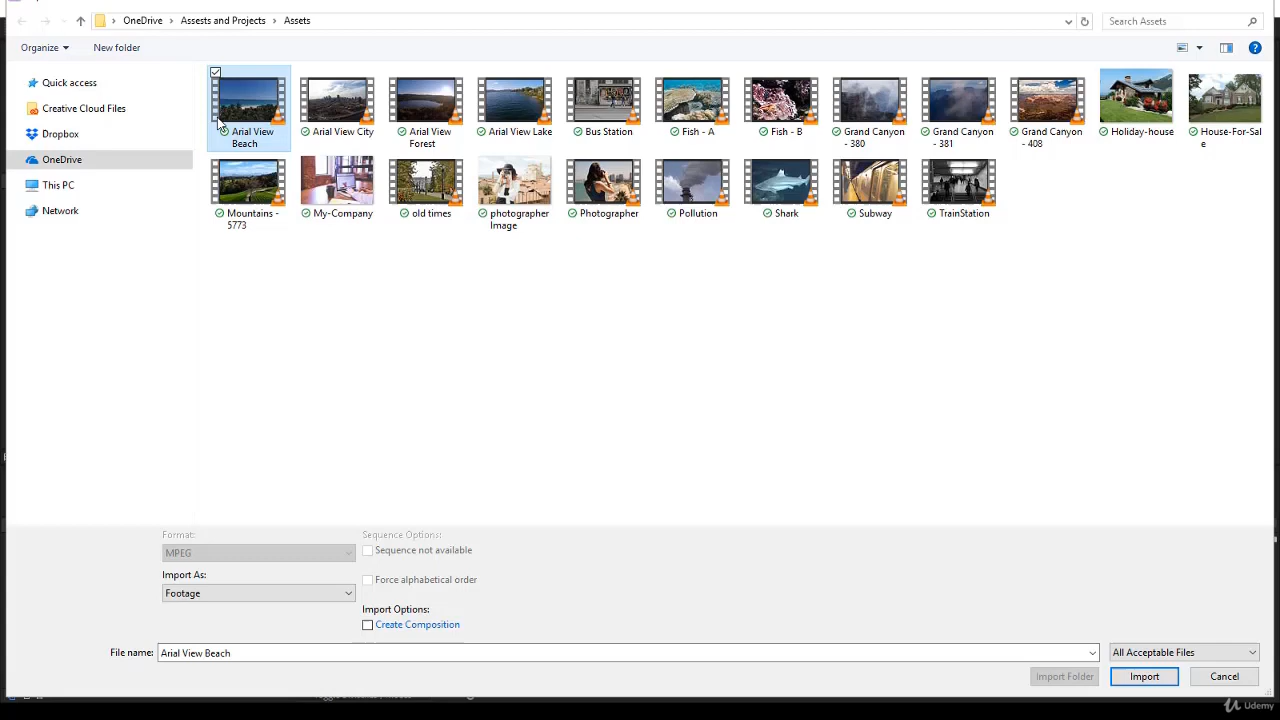 OneDrive > Assests and Projects > Assets
Search Assets
Organize
New folder
Quick access
Creative Cloud Files
Dropbox
OneDrive
This PC
Network
Arial View Beach
Arial View City
Arial View Forest
Arial View Lake
Bus Station
Fish - A
Fish - B
Grand Canyon - 380
Grand Canyon - 381
Grand Canyon - 408
Holiday-house
House-For-Sale
Mountains - 5773
My-Company
old times
photographer Image
Photographer
Pollution
Shark
Subway
TrainStation
Format:
MPEG
Import As:
Footage
Sequence Options:
Sequence not available
Force alphabetical order
Import Options:
Create Composition
File name:
Arial View Beach
All Acceptable Files
Import Folder
Import
Cancel
Udemy